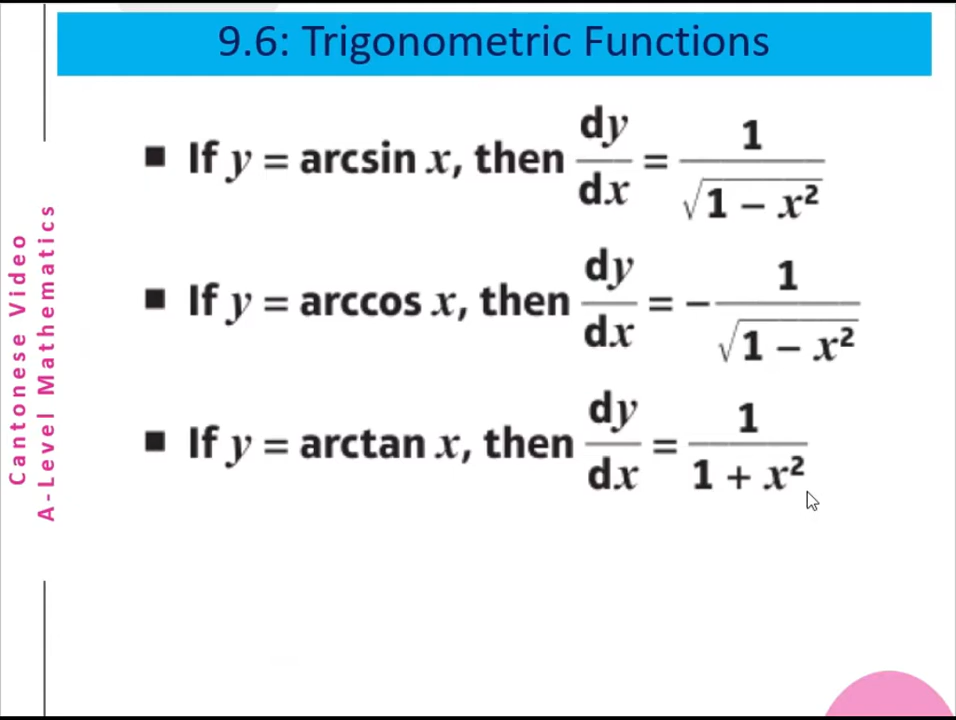 9.6: Trigonometric Functions
■ If y = arcsin x, then dy/dx = 1/√(1 − x²)
■ If y = arccos x, then dy/dx = −1/√(1 − x²)
■ If y = arctan x, then dy/dx = 1/(1 + x²)
Cantonese Video
A-Level Mathematics